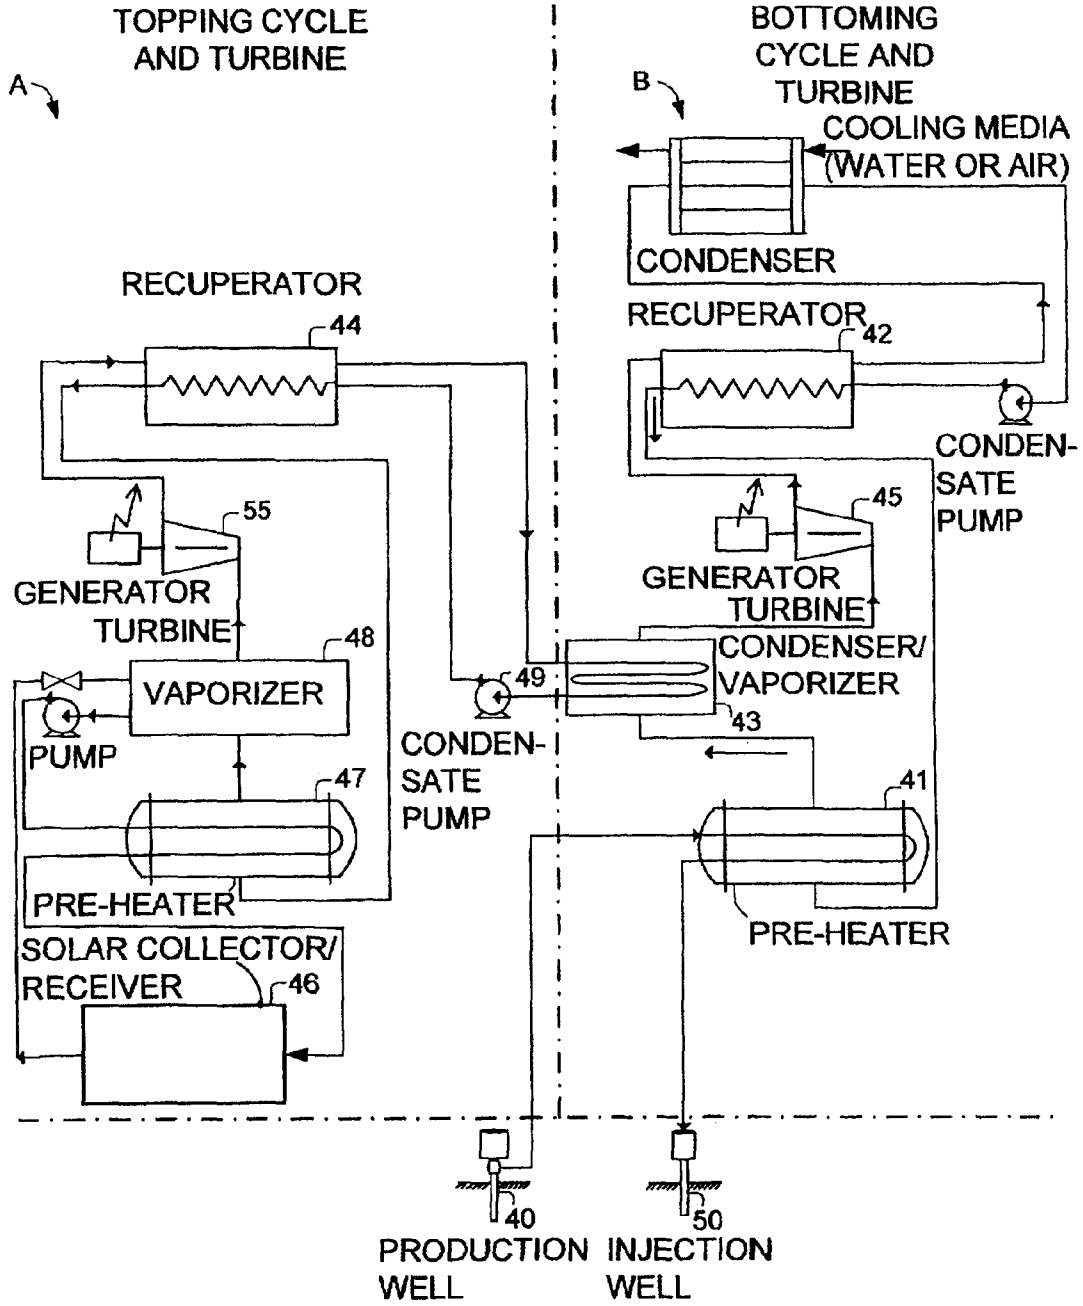 TOPPING CYCLE
AND TURBINE
A
BOTTOMING
CYCLE AND
TURBINE
B
COOLING MEDIA
(WATER OR AIR)
CONDENSER
RECUPERATOR
44
RECUPERATOR
42
CONDEN-
SATE
PUMP
55
GENERATOR
TURBINE
45
GENERATOR
TURBINE
48
VAPORIZER
PUMP
49
CONDEN-
SATE
PUMP
CONDENSER/
VAPORIZER
43
47
PRE-HEATER
41
PRE-HEATER
SOLAR COLLECTOR/
RECEIVER
46
40
PRODUCTION
WELL
50
INJECTION
WELL